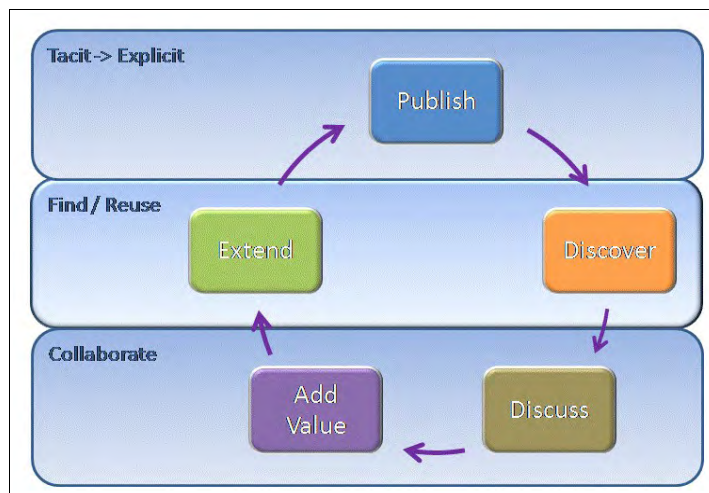 Tacit -> Explicit
Publish
Find / Reuse
Extend
Discover
Collaborate
Add
Value
Discuss